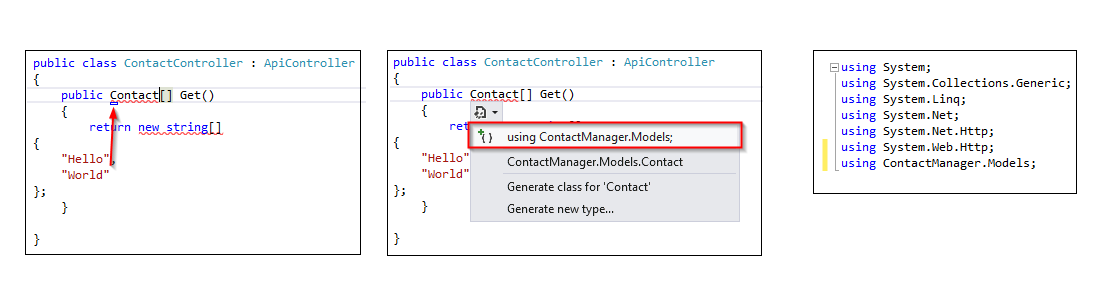 public class ContactController : ApiController
{
public Contact[] Get()
{
return new string[]
{
"Hello",
"World"
};
}
}
public class ContactController : ApiController
{
public Contact[] Get()
{
using ContactManager.Models;
{
"Hello"
ContactManager.Models.Contact
"World"
};
Generate class for 'Contact'
}
Generate new type...
}
using System;
using System.Collections.Generic;
using System.Linq;
using System.Net;
using System.Net.Http;
using System.Web.Http;
using ContactManager.Models;